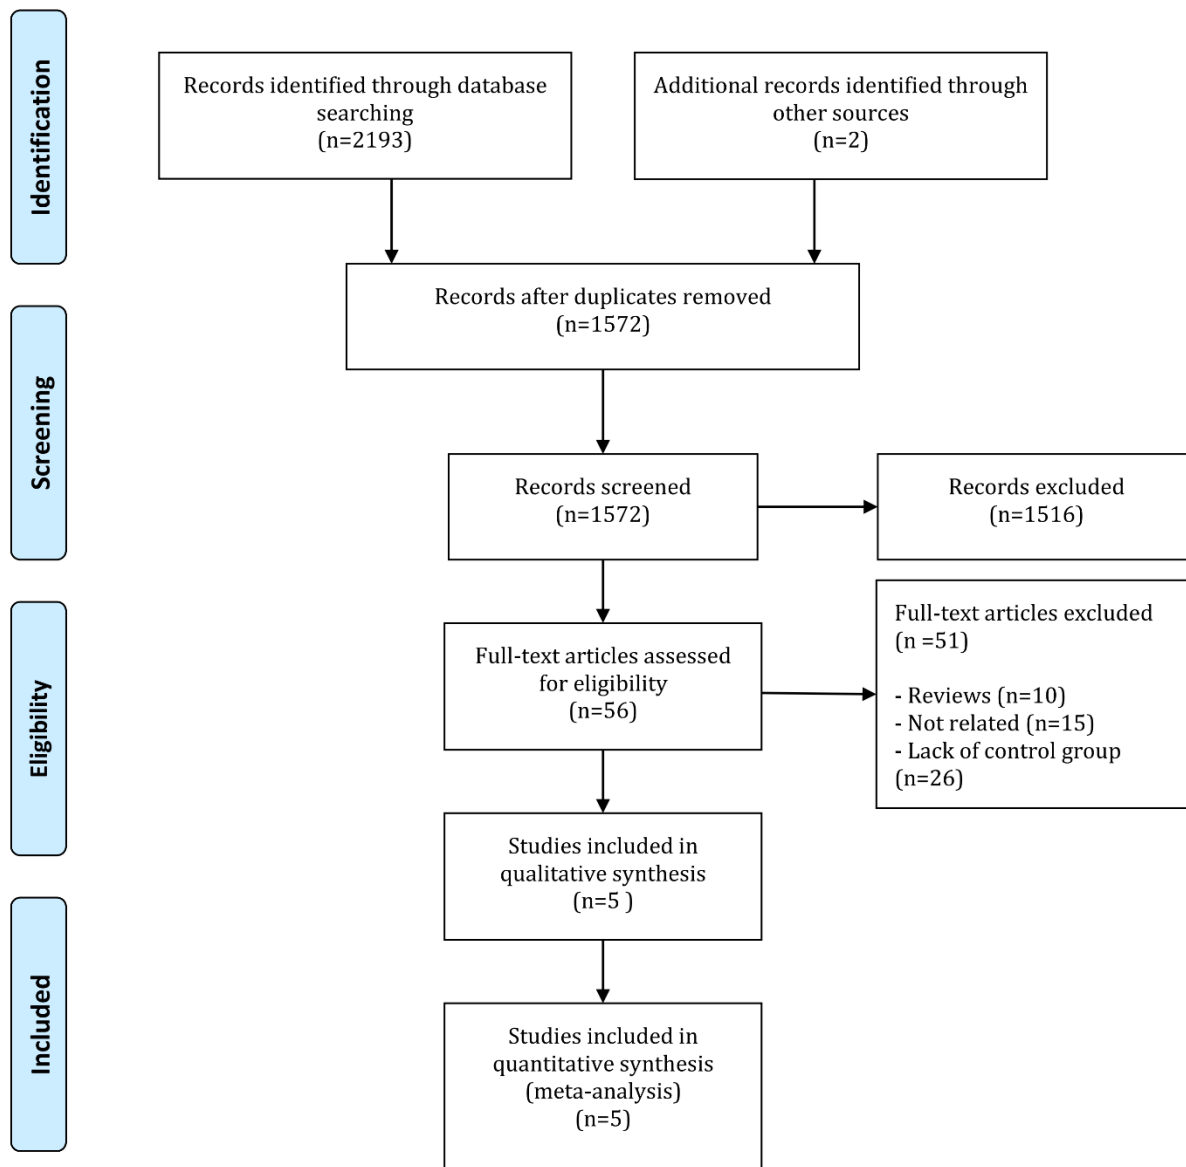 Identification
Records identified through database
searching
(n=2193)
Additional records identified through
other sources
(n=2)
Records after duplicates removed
(n=1572)
Screening
Records screened
(n=1572)
Records excluded
(n=1516)
Eligibility
Full-text articles assessed
for eligibility
(n=56)
Full-text articles excluded
(n =51)
- Reviews (n=10)
- Not related (n=15)
- Lack of control group
(n=26)
Studies included in
qualitative synthesis
(n=5 )
Included
Studies included in
quantitative synthesis
(meta-analysis)
(n=5)